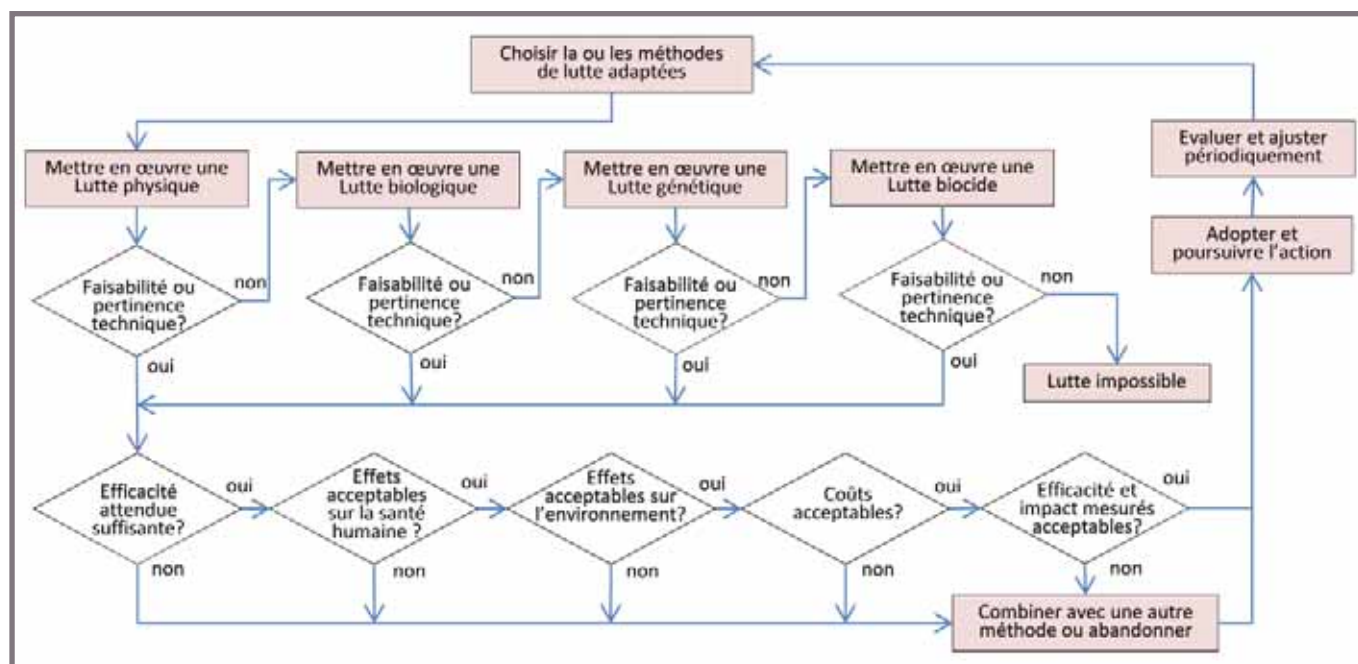 Choisir la ou les méthodes
de lutte adaptées
Evaluer et ajuster
périodiquement
Mettre en œuvre une
Lutte physique
Mettre en œuvre une
Lutte biologique
Mettre en œuvre une
Lutte génétique
Mettre en œuvre une
Lutte biocide
Adopter et
poursuivre l'action
Faisabilité ou
pertinence
technique?
non
Faisabilité ou
pertinence
technique?
non
Faisabilité ou
pertinence
technique?
non
Faisabilité ou
pertinence
technique?
non
oui
oui
oui
oui
Lutte impossible
Efficacité
attendue
suffisante?
oui
Effets
acceptables
sur la santé
humaine ?
oui
Effets
acceptables sur
l'environnement?
oui
Coûts
acceptables?
oui
Efficacité et
impact mesurés
acceptables?
oui
non
non
non
non
non
Combiner avec une autre
méthode ou abandonner